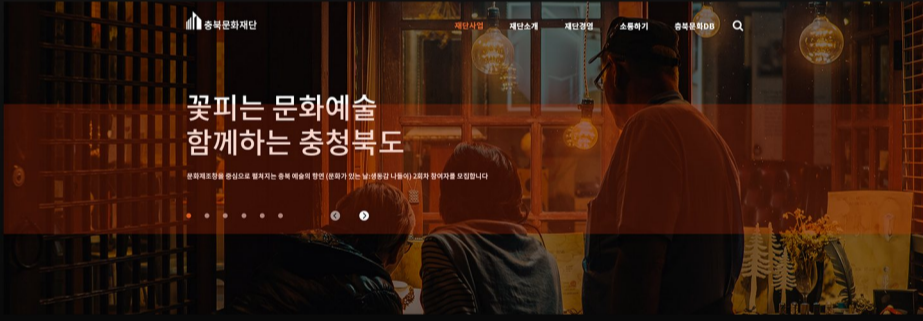 충북문화재단
재단사업 재단소개 재단경영 소통하기 충북문화DB
꽃피는 문화예술
함께하는 충청북도
문화제조창을 중심으로 펼쳐지는 충북 예술의 향연 (문화가 있는 날:생동감 나들이) 2회차 참여자를 모집합니다